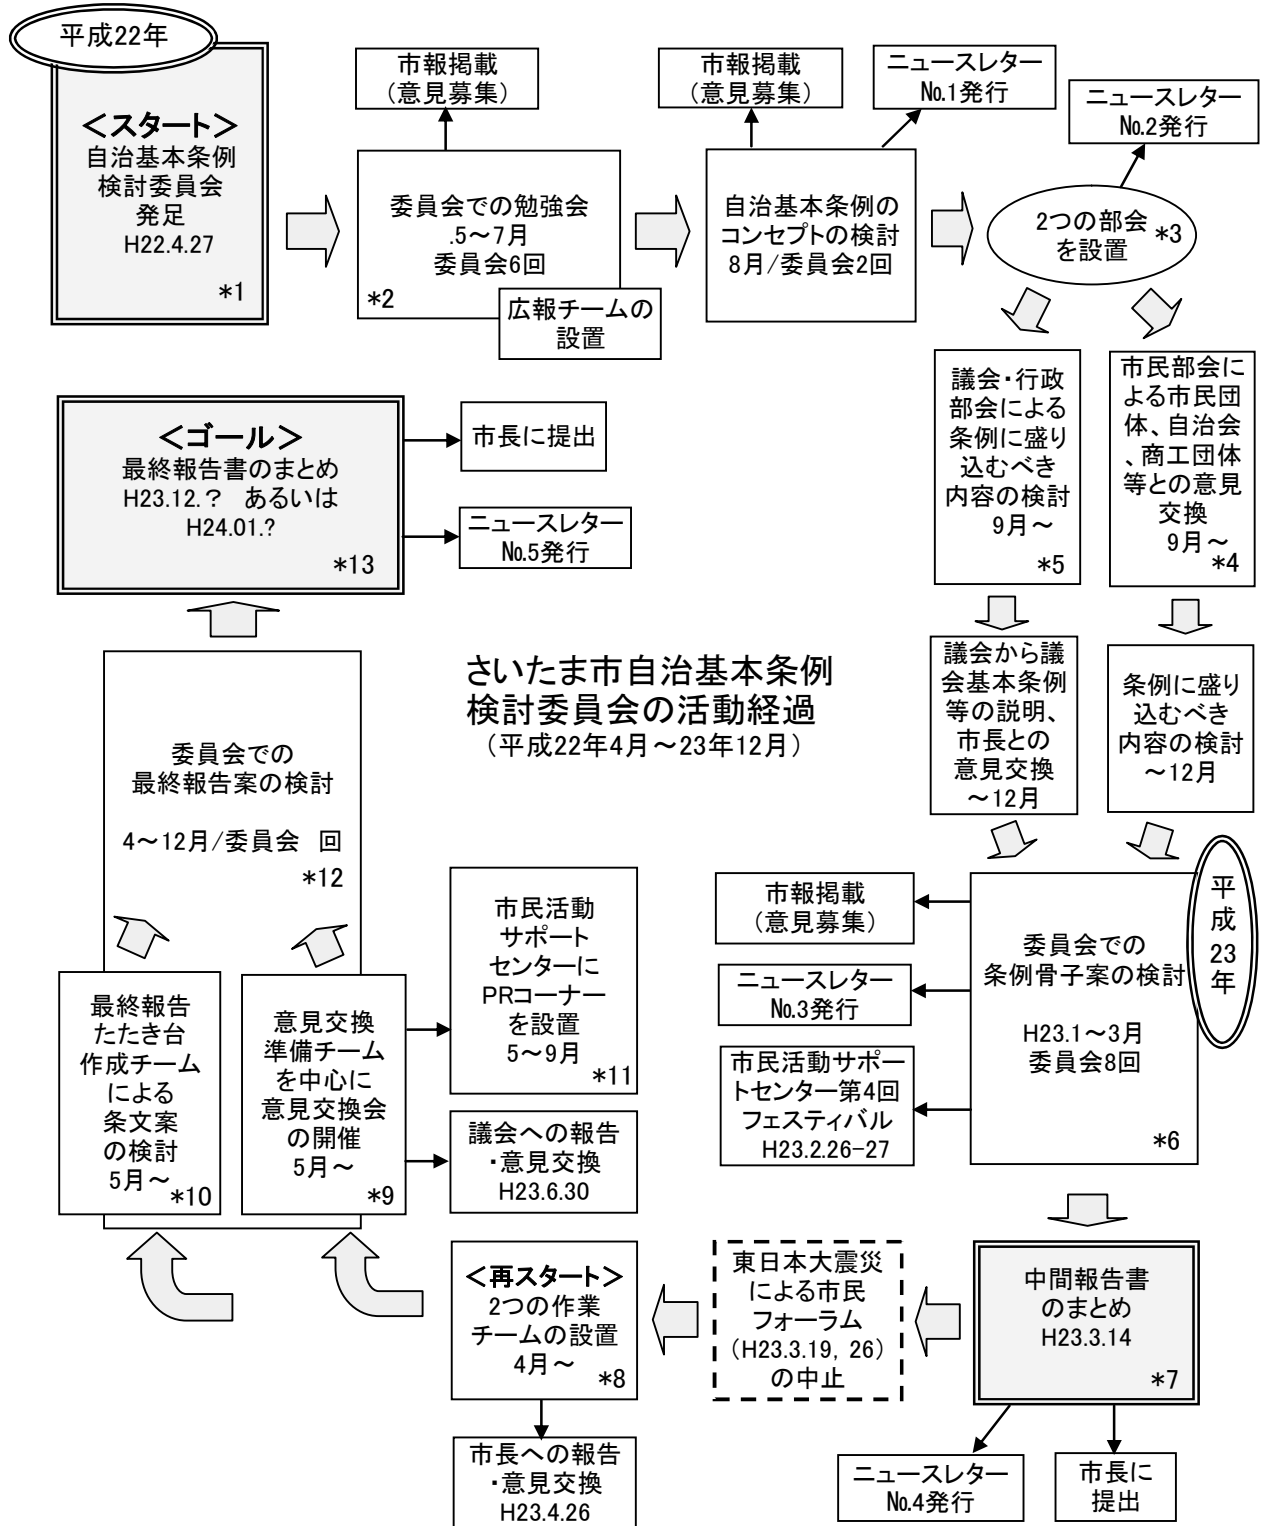 平成22年
＜スタート＞
自治基本条例
検討委員会
発足
H22.4.27
*1
市報掲載
（意見募集）
委員会での勉強会
.5～7月
委員会6回
*2
広報チームの
設置
市報掲載
（意見募集）
ニュースレター
№1発行
自治基本条例の
コンセプトの検討
8月/委員会2回
ニュースレター
№2発行
2つの部会
を設置
*3
議会・行政
部会による
条例に盛り
込むべき
内容の検討
9月～
*5
市民部会に
よる市民団
体、自治会
、商工団体
等との意見
交換
9月～
*4
議会から議
会基本条例
等の説明、
市長との
意見交換
～12月
条例に盛り
込むべき
内容の検討
～12月
さいたま市自治基本条例
検討委員会の活動経過
（平成22年4月～23年12月）
平
成
23
年
委員会での
条例骨子案の検討
H23.1～3月
委員会8回
*6
市報掲載
（意見募集）
ニュースレター
№3発行
市民活動サポー
トセンター第4回
フェスティバル
H23.2.26-27
中間報告書
のまとめ
H23.3.14
*7
ニュースレター
№4発行
市長に
提出
東日本大震災
による市民
フォーラム
（H23.3.19，26）
の中止
＜再スタート＞
2つの作業
チームの設置
4月～
*8
市長への報告
・意見交換
H23.4.26
意見交換
準備チーム
を中心に
意見交換会
の開催
5月～
*9
最終報告
たたき台
作成チーム
による
条文案
の検討
5月～
*10
市民活動
サポート
センターに
PRコーナー
を設置
5～9月
*11
議会への報告
・意見交換
H23.6.30
委員会での
最終報告案の検討
4～12月/委員会　回
*12
＜ゴール＞
最終報告書のまとめ
H23.12.？　あるいは
H24.01.?
*13
市長に提出
ニュースレター
№5発行